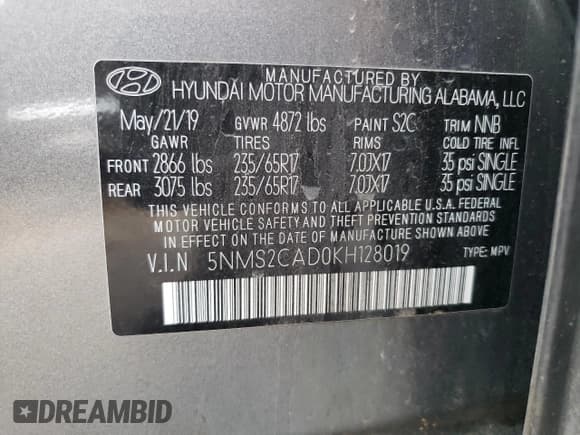 MANUFACTURED BY
HYUNDAI MOTOR MANUFACTURING ALABAMA, LLC
May/21/19 GVWR 4872 lbs PAINT S2C TRIM NNB
GAWR TIRES RIMS COLD TIRE INFL
FRONT 2866 lbs 235/65R17 7.0JX17 35 psi SINGLE
REAR 3075 lbs 235/65R17 7.0JX17 35 psi SINGLE
THIS VEHICLE CONFORMS TO ALL APPLICABLE U.S.A. FEDERAL
MOTOR VEHICLE SAFETY AND THEFT PREVENTION STANDARDS
IN EFFECT ON THE DATE OF MANUFACTURE SHOWN ABOVE.
V.I.N 5NMS2CAD0KH128019 TYPE: MPV
DREAMBID